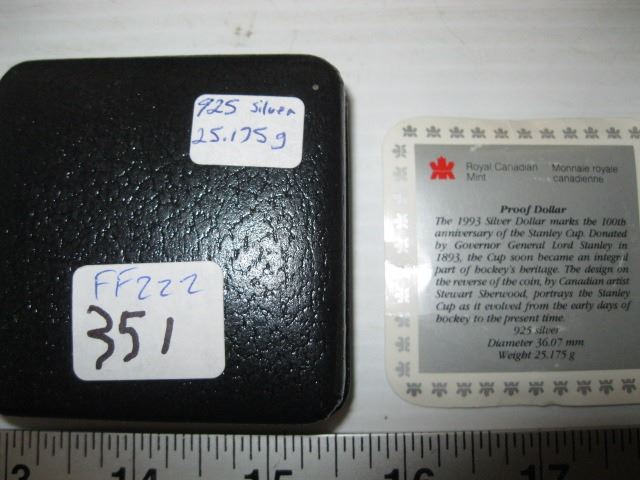 925 silver
25.175 g
FF222
351
Royal Canadian Mint
Monnaie royale canadienne
Proof Dollar
The 1993 Silver Dollar marks the 100th
anniversary of the Stanley Cup. Donated
by Governor General Lord Stanley in
1893, the Cup soon became an integral
part of hockey's heritage. The design on
the reverse of the coin, by Canadian artist
Stewart Sherwood, portrays the Stanley
Cup as it evolved from the early days of
hockey to the present time.
925 silver
Diameter 36.07 mm
Weight 25.175 g
13 14 15 16 17